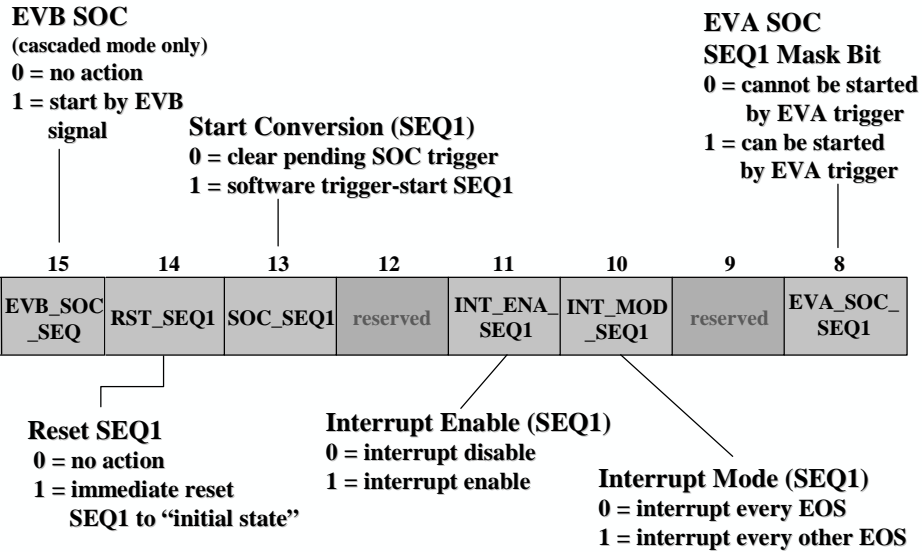 EVB SOC
(cascaded mode only)
0 = no action
1 = start by EVB
signal
Start Conversion (SEQ1)
0 = clear pending SOC trigger
1 = software trigger-start SEQ1
EVA SOC
SEQ1 Mask Bit
0 = cannot be started
by EVA trigger
1 = can be started
by EVA trigger
15 14 13 12 11 10 9 8
EVB_SOC
_SEQ
RST_SEQ1
SOC_SEQ1
reserved
INT_ENA_
SEQ1
INT_MOD
_SEQ1
reserved
EVA_SOC_
SEQ1
Reset SEQ1
0 = no action
1 = immediate reset
SEQ1 to “initial state”
Interrupt Enable (SEQ1)
0 = interrupt disable
1 = interrupt enable
Interrupt Mode (SEQ1)
0 = interrupt every EOS
1 = interrupt every other EOS